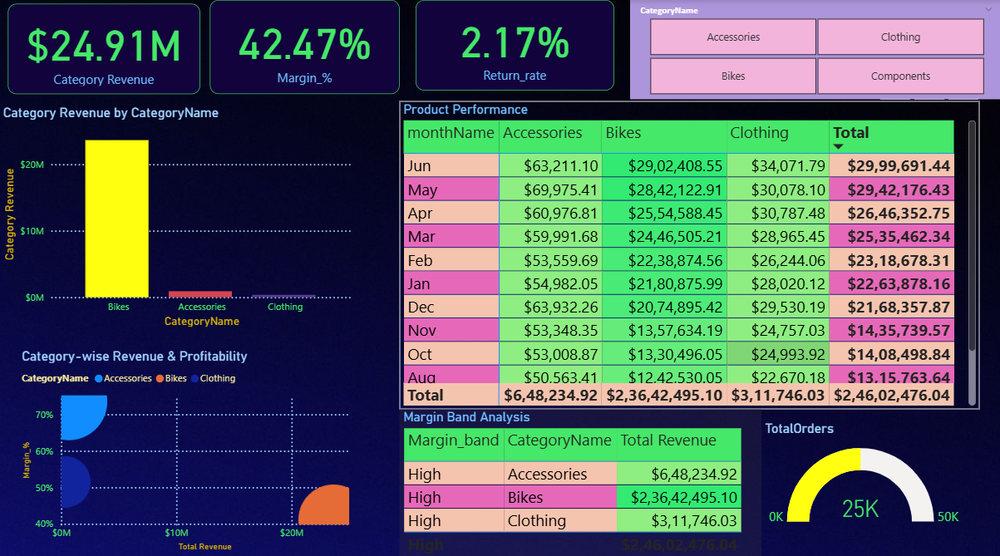 $24.91M
Category Revenue
42.47%
Margin_%
2.17%
Return_rate
CategoryName
Accessories
Clothing
Bikes
Components
Category Revenue by CategoryName
Category Revenue
$20M
$10M
$0M
Bikes Accessories Clothing
CategoryName
Product Performance
monthName Accessories Bikes Clothing Total
Jun $63,211.10 $29,02,408.55 $34,071.79 $29,99,691.44
May $69,975.41 $28,42,122.91 $30,078.10 $29,42,176.43
Apr $60,976.81 $25,54,588.45 $30,787.48 $26,46,352.75
Mar $59,991.68 $24,46,505.21 $28,965.45 $25,35,462.34
Feb $53,559.69 $22,38,874.56 $26,244.06 $23,18,678.31
Jan $54,982.05 $21,80,875.99 $28,020.12 $22,63,878.16
Dec $63,932.26 $20,74,895.42 $29,530.19 $21,68,357.87
Nov $53,348.35 $13,57,634.19 $24,757.03 $14,35,739.57
Oct $53,008.87 $13,30,496.05 $24,993.92 $14,08,498.84
Aug $50,563.41 $12,42,530.05 $22,670.18 $13,15,763.64
Total $6,48,234.92 $2,36,42,495.10 $3,11,746.03 $2,46,02,476.04
Category-wise Revenue & Profitability
CategoryName Accessories Bikes Clothing
Margin_%
70%
60%
50%
40%
$0M $10M $20M
Total Revenue
Margin Band Analysis
Margin_band CategoryName Total Revenue
High Accessories $6,48,234.92
High Bikes $2,36,42,495.10
High Clothing $3,11,746.03
High $2,46,02,476.04
TotalOrders
25K
0K 50K